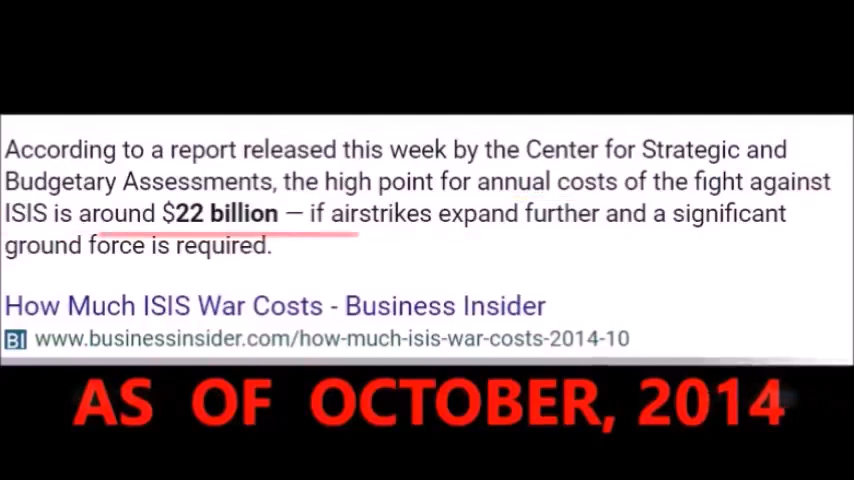 According to a report released this week by the Center for Strategic and
Budgetary Assessments, the high point for annual costs of the fight against
ISIS is around $22 billion — if airstrikes expand further and a significant
ground force is required.
How Much ISIS War Costs - Business Insider
BI www.businessinsider.com/how-much-isis-war-costs-2014-10
AS OF OCTOBER, 2014